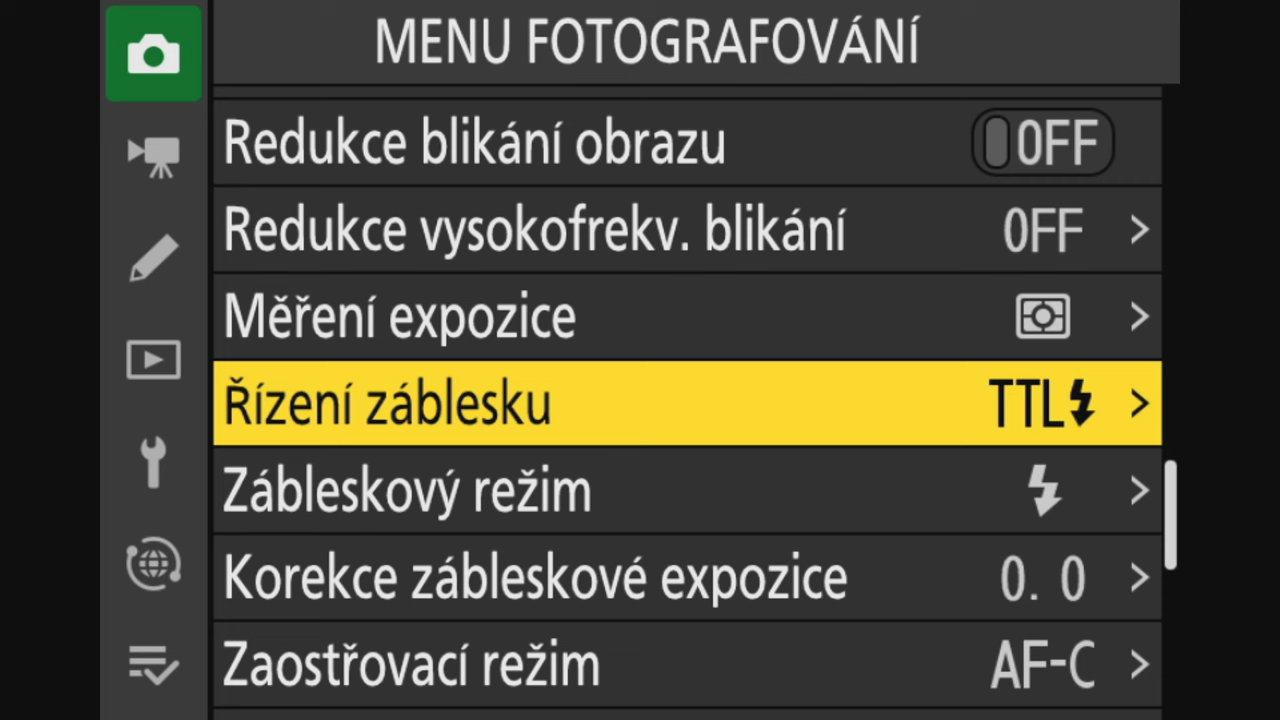 MENU FOTOGRAFOVÁNÍ
Redukce blikání obrazu OFF
Redukce vysokofrekv. blikání OFF >
Měření expozice >
Řízení záblesku TTL >
Zábleskový režim >
Korekce zábleskové expozice 0. 0 >
Zaostřovací režim AF-C >